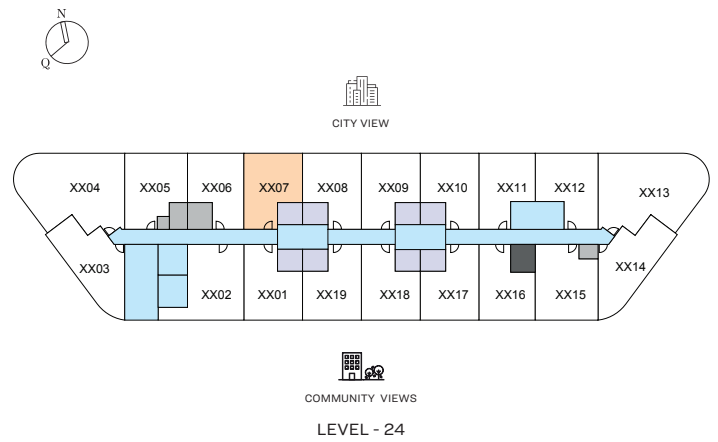 N
Q
CITY VIEW
XX04 XX05 XX06 XX07 XX08 XX09 XX10 XX11 XX12 XX13
XX03 XX02 XX01 XX19 XX18 XX17 XX16 XX15 XX14
COMMUNITY VIEWS
LEVEL - 24